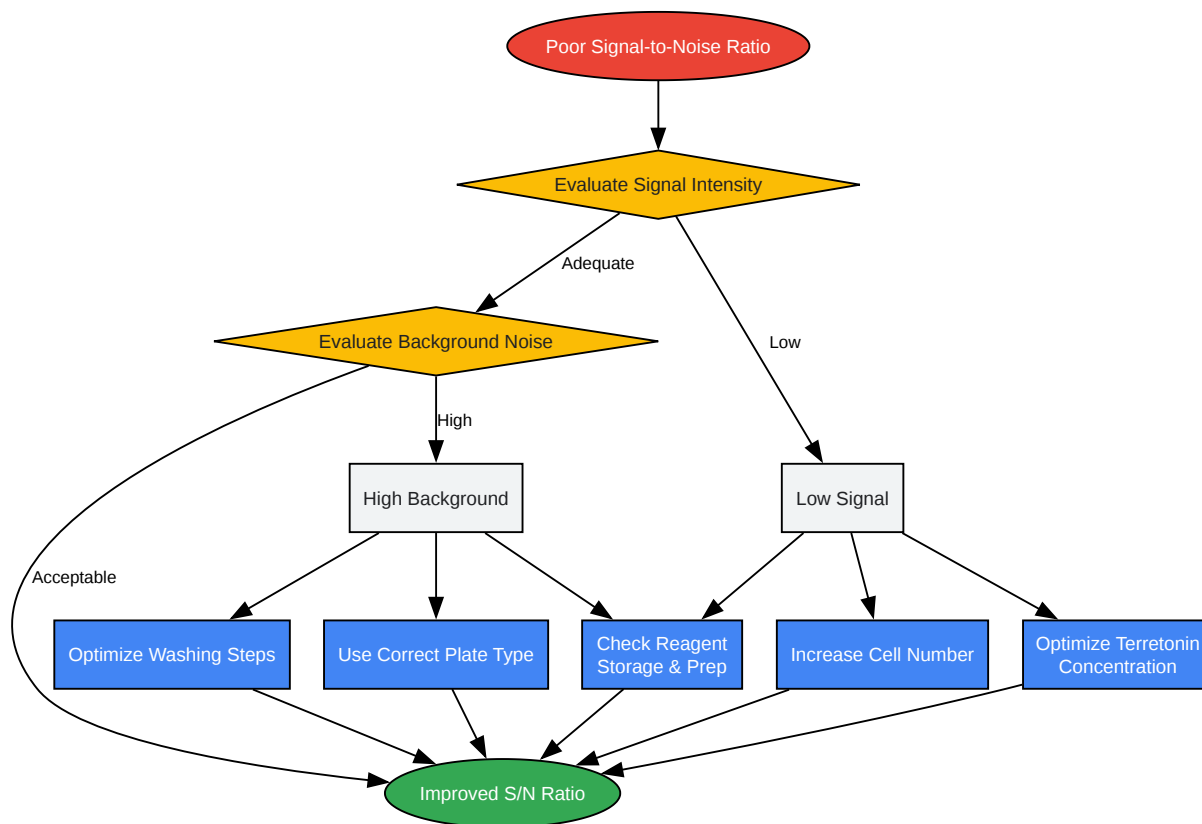 Poor Signal-to-Noise Ratio
Evaluate Signal Intensity
Adequate
Evaluate Background Noise
Low
High
High Background
Low Signal
Acceptable
Optimize Washing Steps
Use Correct Plate Type
Check Reagent
Storage & Prep
Increase Cell Number
Optimize Terretonin
Concentration
Improved S/N Ratio